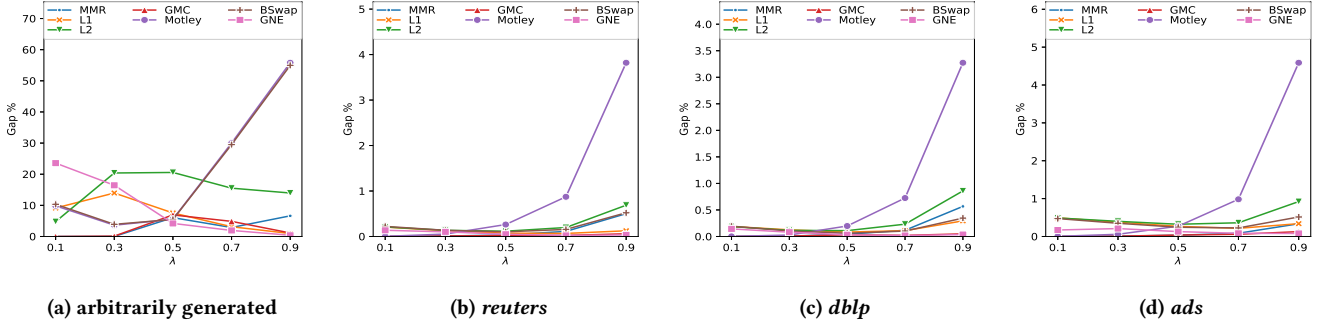 MMR GMC BSwap
L1 Motley GNE
L2
70
60
50
40
30
20
10
0
Gap %
0.1 0.3 0.5 0.7 0.9
λ
(a) arbitrarily generated
MMR GMC BSwap
L1 Motley GNE
L2
5
4
3
2
1
0
Gap %
0.1 0.3 0.5 0.7 0.9
λ
(b) reuters
MMR GMC BSwap
L1 Motley GNE
L2
4.0
3.5
3.0
2.5
2.0
1.5
1.0
0.5
0.0
Gap %
0.1 0.3 0.5 0.7 0.9
λ
(c) dblp
MMR GMC BSwap
L1 Motley GNE
L2
6
5
4
3
2
1
0
Gap %
0.1 0.3 0.5 0.7 0.9
λ
(d) ads